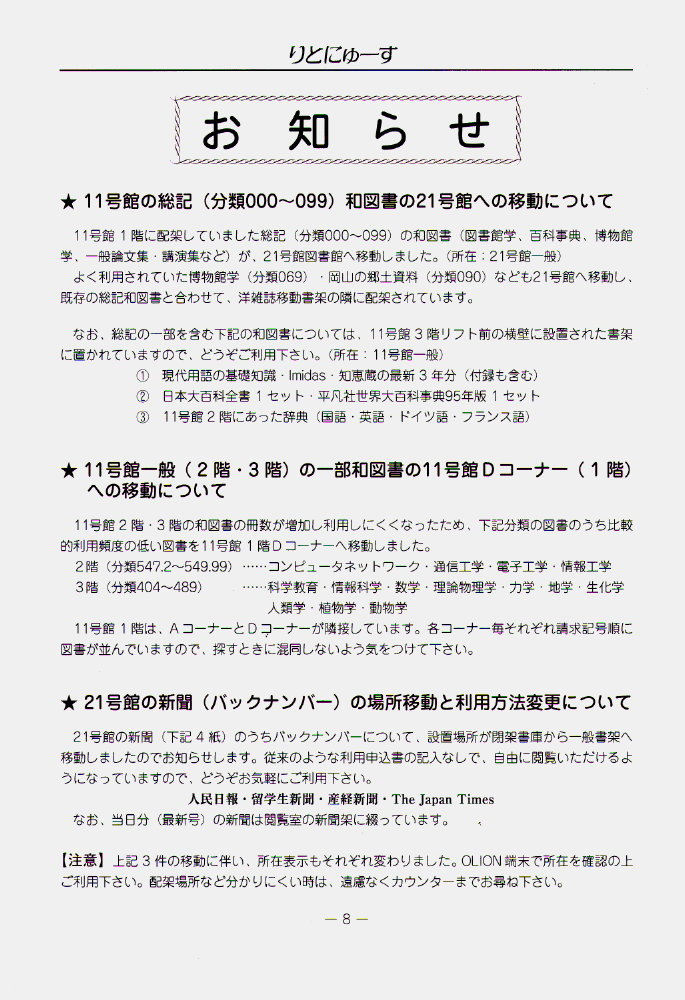 りとにゅーす
お知らせ
★ 11号館の総記（分類000～099）和図書の21号館への移動について
11号館１階に配架していました総記（分類000～099）の和図書（図書館学、百科事典、博物館
学、一般論文集・講演集など）が、21号館図書館へ移動しました。（所在：21号館一般）
よく利用されていた博物館学（分類069）・岡山の郷土資料（分類090）なども21号館へ移動し、
既存の総記和図書と合わせて、洋雑誌移動書架の隣に配架されています。
なお、総記の一部を含む下記の和図書については、11号館３階リフト前の横壁に設置された書架
に置かれていますので、どうぞご利用下さい。（所在：11号館一般）
① 現代用語の基礎知識・Imidas・知恵蔵の最新３年分（付録も含む）
② 日本大百科全書１セット・平凡社世界大百科事典95年版１セット
③ 11号館２階にあった辞典（国語・英語・ドイツ語・フランス語）
★ 11号館一般（２階・３階）の一部和図書の11号館Ｄコーナー（１階）
への移動について
11号館２階・３階の和図書の冊数が増加し利用しにくくなったため、下記分類の図書のうち比較
的利用頻度の低い図書を11号館１階Ｄコーナーへ移動しました。
２階（分類547.2～549.99）……コンピュータネットワーク・通信工学・電子工学・情報工学
３階（分類404～489） ……科学教育・情報科学・数学・理論物理学・力学・地学・生化学
人類学・植物学・動物学
11号館１階は、ＡコーナーとＤコーナーが隣接しています。各コーナー毎それぞれ請求記号順に
図書が並んでいますので、探すときに混同しないよう気をつけて下さい。
★ 21号館の新聞（バックナンバー）の場所移動と利用方法変更について
21号館の新聞（下記４紙）のうちバックナンバーについて、設置場所が閉架書庫から一般書架へ
移動しましたのでお知らせします。従来のような利用申込書の記入なしで、自由に閲覧いただけるよ
うになっていますので、どうぞお気軽にご利用下さい。
人民日報・留学生新聞・産経新聞・The Japan Times
なお、当日分（最新号）の新聞は閲覧室の新聞架に綴っています。
【注意】上記３件の移動に伴い、所在表示もそれぞれ変わりました。OLION端末で所在を確認の上
ご利用下さい。配架場所など分かりにくい時は、遠慮なくカウンターまでお尋ね下さい。
― 8 ―